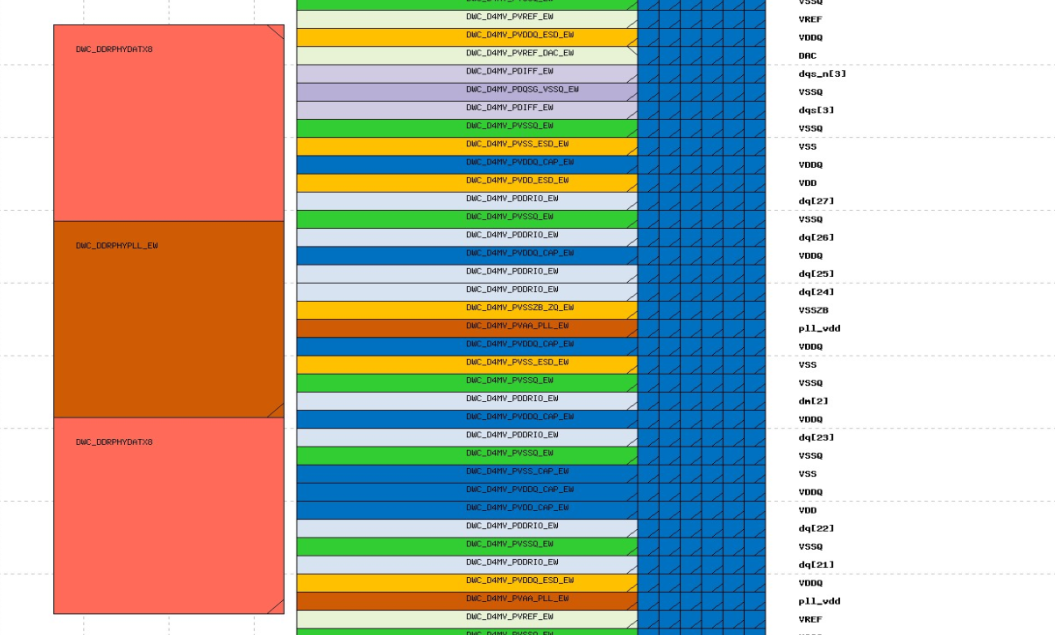 DWC_D4MV_PVSSQ_EW VSSQ
DWC_D4MV_PVREF_EW VREF
DWC_D4MV_PVDDQ_ESD_EW VDDQ
DWC_DDRPHYDATX8 DWC_D4MV_PVREF_DAC_EW DAC
DWC_D4MV_PDIFF_EW dqs_n[3]
DWC_D4MV_PDQSG_VSSQ_EW VSSQ
DWC_D4MV_PDIFF_EW dqs[3]
DWC_D4MV_PVSSQ_EW VSSQ
DWC_D4MV_PVSS_ESD_EW VSS
DWC_D4MV_PVDDQ_CAP_EW VDDQ
DWC_D4MV_PVDD_ESD_EW VDD
DWC_D4MV_PDDRIO_EW dq[27]
DWC_D4MV_PVSSQ_EW VSSQ
DWC_D4MV_PDDRIO_EW dq[26]
DWC_DDRPHYPLL_EW DWC_D4MV_PVDDQ_CAP_EW VDDQ
DWC_D4MV_PDDRIO_EW dq[25]
DWC_D4MV_PDDRIO_EW dq[24]
DWC_D4MV_PVSSZB_ZQ_EW VSSZB
DWC_D4MV_PVAA_PLL_EW pll_vdd
DWC_D4MV_PVDDQ_CAP_EW VDDQ
DWC_D4MV_PVSS_ESD_EW VSS
DWC_D4MV_PVSSQ_EW VSSQ
DWC_D4MV_PDDRIO_EW dm[2]
DWC_D4MV_PVDDQ_CAP_EW VDDQ
DWC_DDRPHYDATX8 DWC_D4MV_PDDRIO_EW dq[23]
DWC_D4MV_PVSSQ_EW VSSQ
DWC_D4MV_PVSS_CAP_EW VSS
DWC_D4MV_PVDDQ_CAP_EW VDDQ
DWC_D4MV_PVDD_CAP_EW VDD
DWC_D4MV_PDDRIO_EW dq[22]
DWC_D4MV_PVSSQ_EW VSSQ
DWC_D4MV_PDDRIO_EW dq[21]
DWC_D4MV_PVDDQ_ESD_EW VDDQ
DWC_D4MV_PVAA_PLL_EW pll_vdd
DWC_D4MV_PVREF_EW VREF
DWC_D4MV_PVSSQ_EW